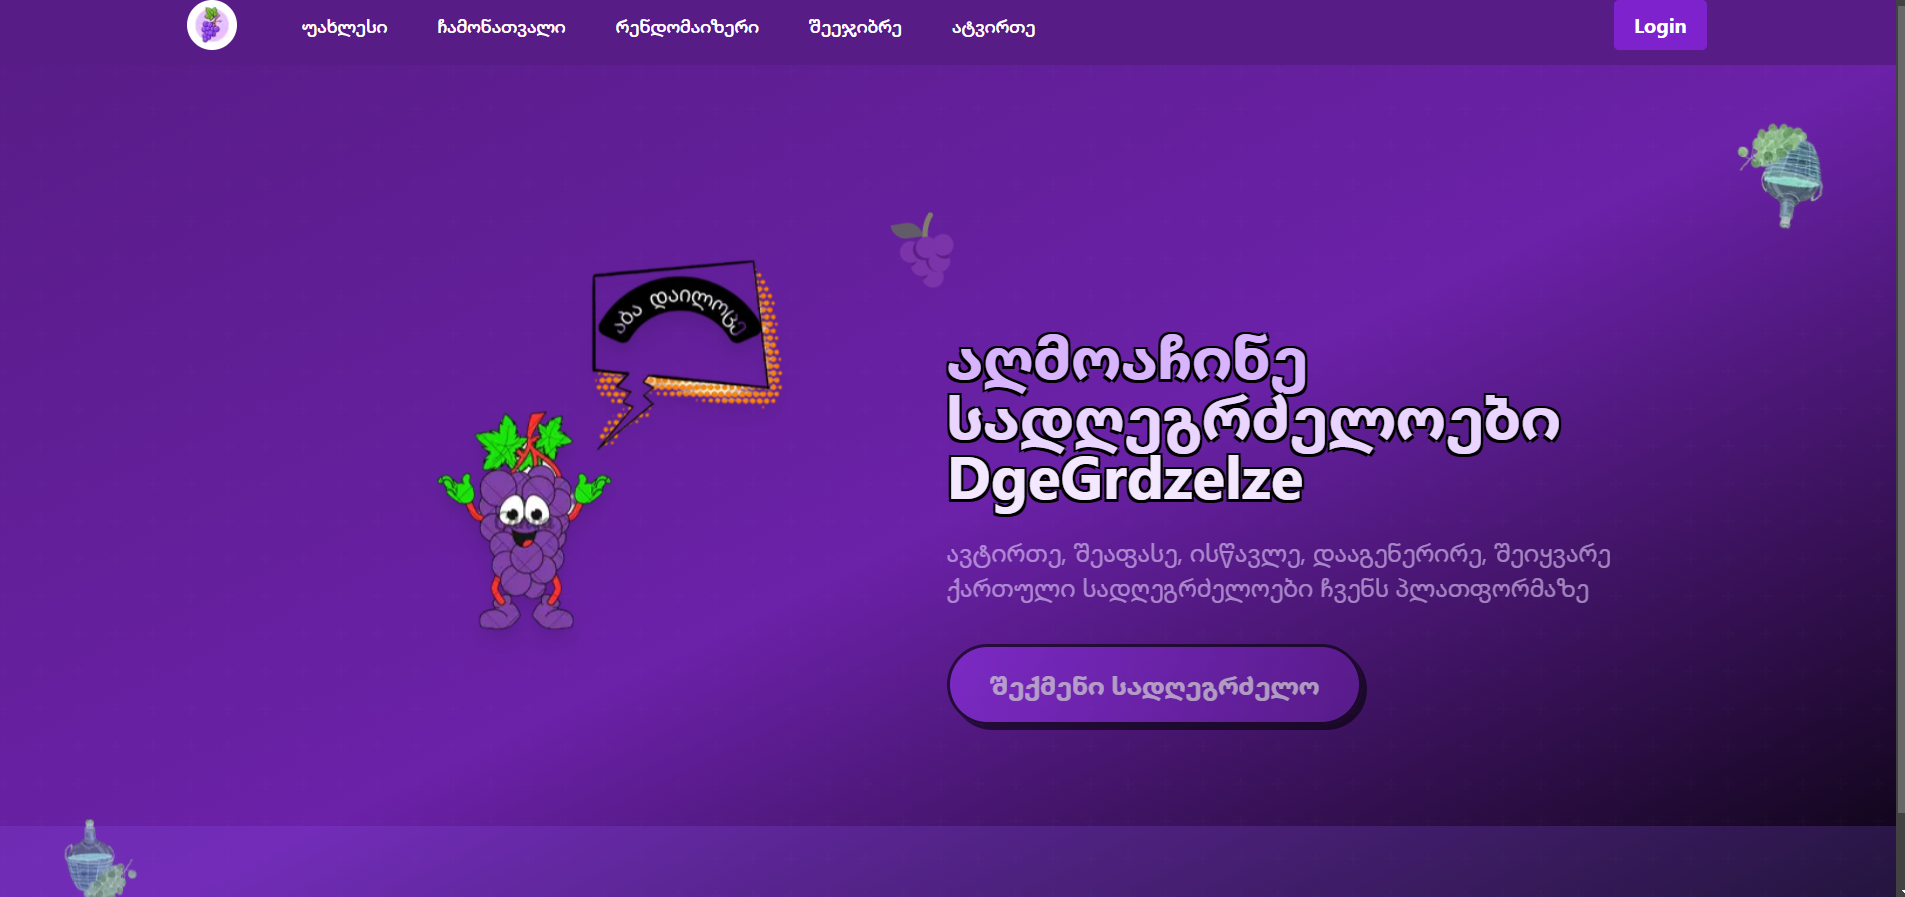 უახლესი
ჩამონათვალი
რენდომაიზერი
შეეჯიბრე
ატვირთე
Login
აბა დაილოცე
აღმოაჩინე
სადღეგრძელოები
DgeGrdzelze
ავტირთე, შეაფასე, ისწავლე, დააგენერირე, შეიყვარე
ქართული სადღეგრძელოები ჩვენს პლათფორმაზე
შექმენი სადღეგრძელო